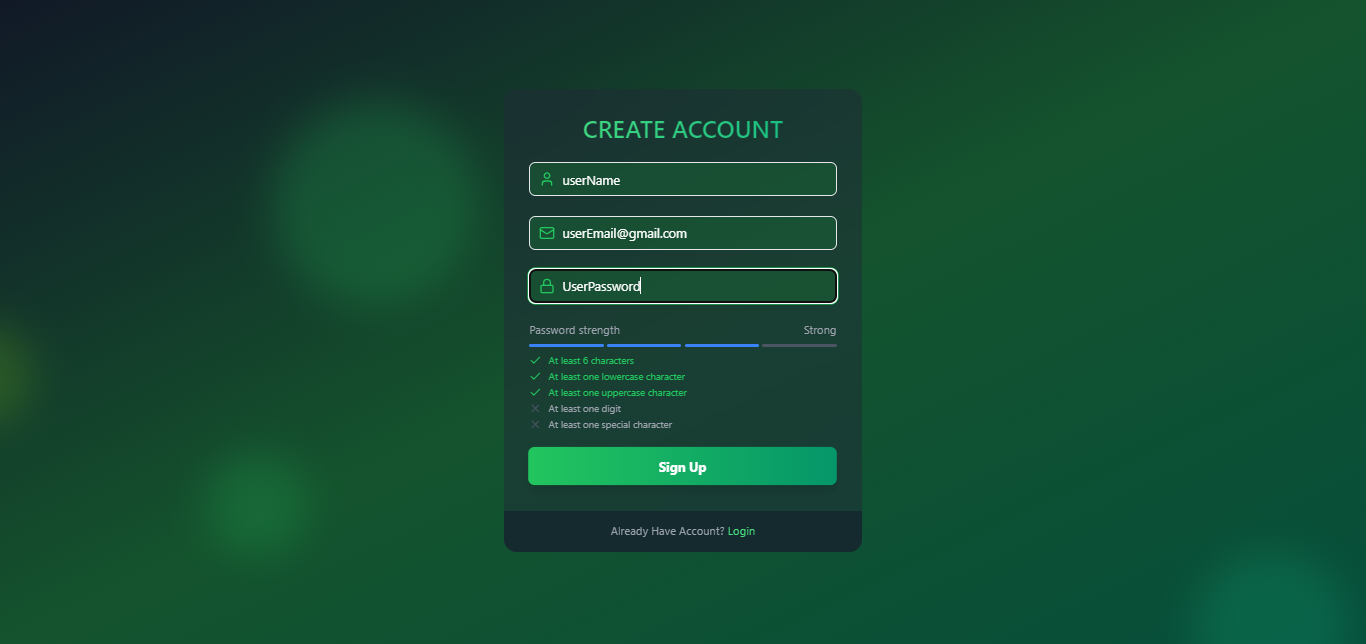 CREATE ACCOUNT
userName
userEmail@gmail.com
UserPassword
Password strength Strong
At least 6 characters
At least one lowercase character
At least one uppercase character
At least one digit
At least one special character
Sign Up
Already Have Account? Login